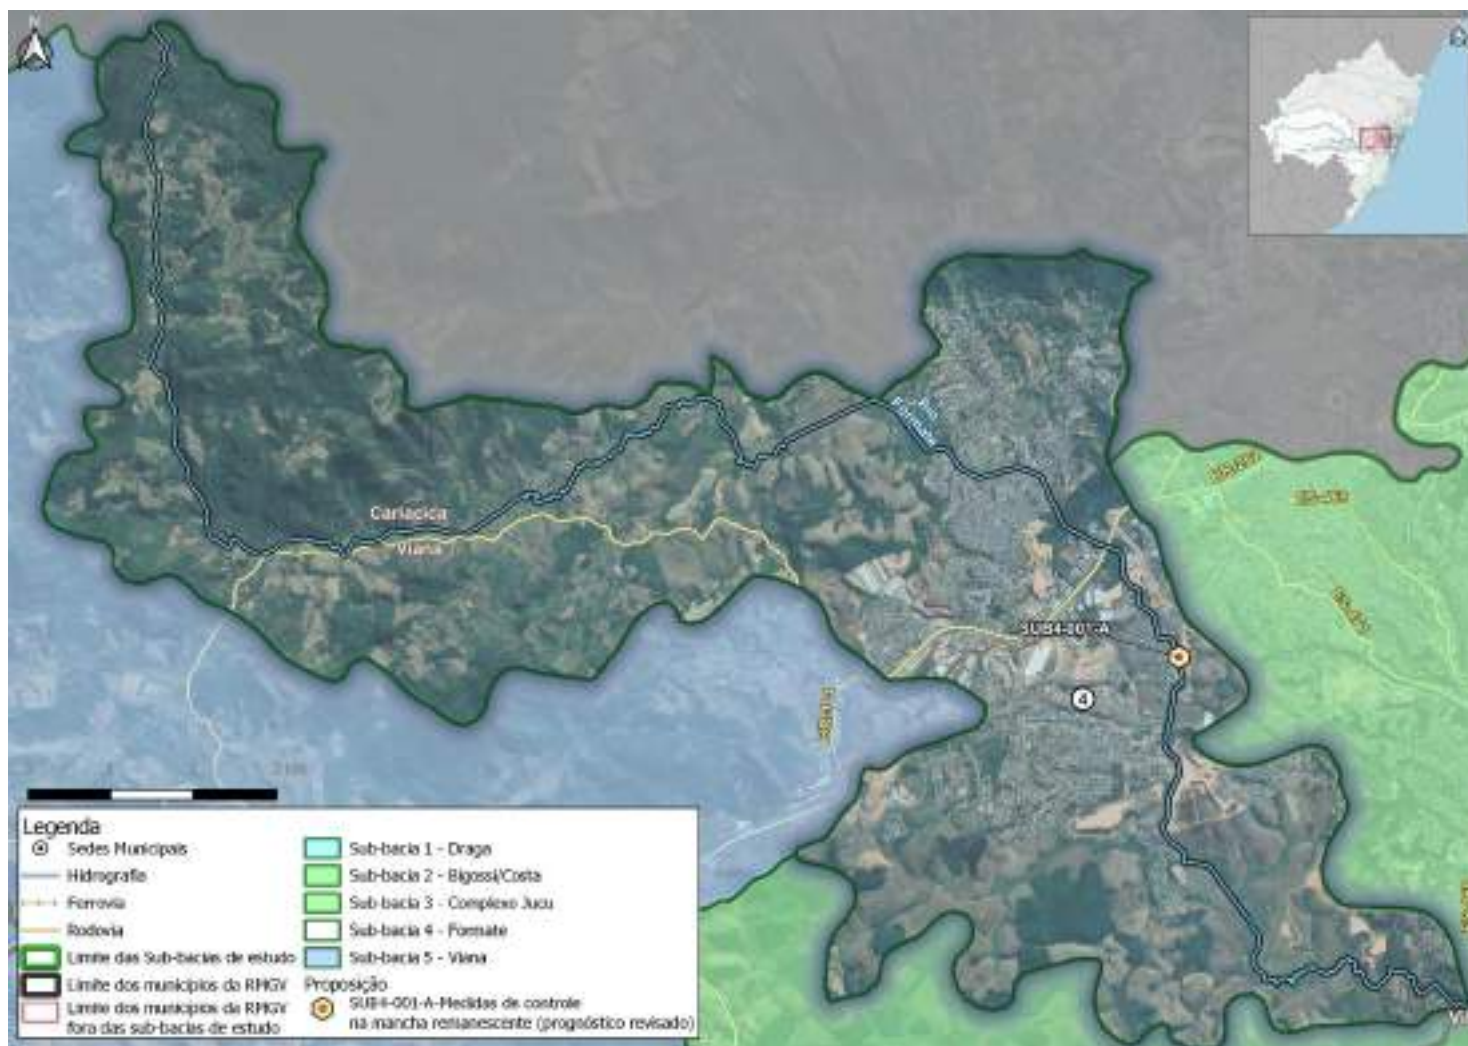 N
Rio
Formate
Cariacica
Viana
SUB4-001-A
4
Legenda
Sedes Municipais
Hidrografia
Ferrovia
Rodovia
Limite das Sub-bacias de estudo
Limite dos municípios da RMGV
Limite dos municípios da RMGV
fora das sub-bacias de estudo
Sub-bacia 1 - Draga
Sub-bacia 2 - Bigossi/Costa
Sub-bacia 3 - Complexo Jucu
Sub-bacia 4 - Formate
Sub-bacia 5 - Viana
Proposição
SUB4-001-A-Medidas de controle
na mancha remanescente (prognóstico revisado)